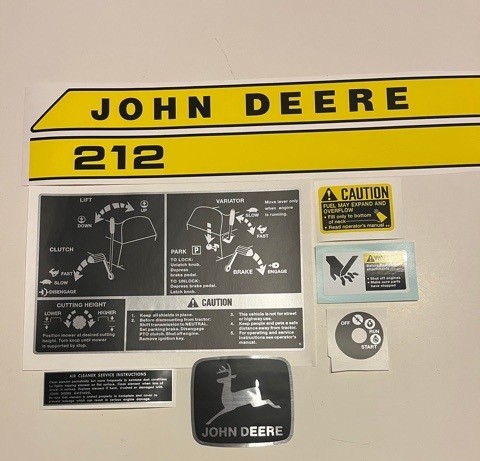 JOHN DEERE
212
LIFT
UP
DOWN
CLUTCH
FAST
SLOW
DISENGAGE
VARIATOR
Move lever only
when engine
is running.
SLOW
FAST
PARK P
TO LOCK:
Unlatch knob.
Depress
brake pedal.
TO UNLOCK:
Depress brake pedal.
Latch knob.
BRAKE
ENGAGE
CUTTING HEIGHT
LOWER
HIGHER
Position mower at desired cutting
height. Turn knob until mower
is supported by stop.
CAUTION
1. Keep all shields in place.
2. Before dismounting from tractor:
Shift transmission to NEUTRAL.
Set parking brake. Disengage
PTO clutch. Shut off engine.
Remove ignition key.
3. This vehicle is not for street
or highway use.
4. Keep people and pets a safe
distance away from tractor.
5. For operating and service
instructions see operator's
manual.
CAUTION
FUEL MAY EXPAND AND
OVERFLOW
• Fill only to bottom
of neck
• Read operator's manual
attachments
• Shut off engine
• Make sure parts
have stopped
OFF
RUN
START
AIR CLEANER SERVICE INSTRUCTIONS
JOHN DEERE